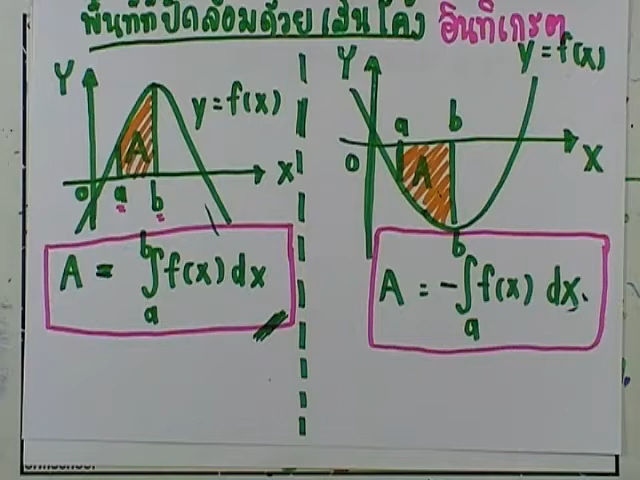 พื้นที่ที่ปิดล้อมด้วยเส้นโค้ง อินทิเกรต
Y
y = f(x)
A
X
0
a
b
A = ∫ₐᵇ f(x) dx
Y
y = f(x)
a
b
0
X
A
A = -∫ₐᵇ f(x) dx.